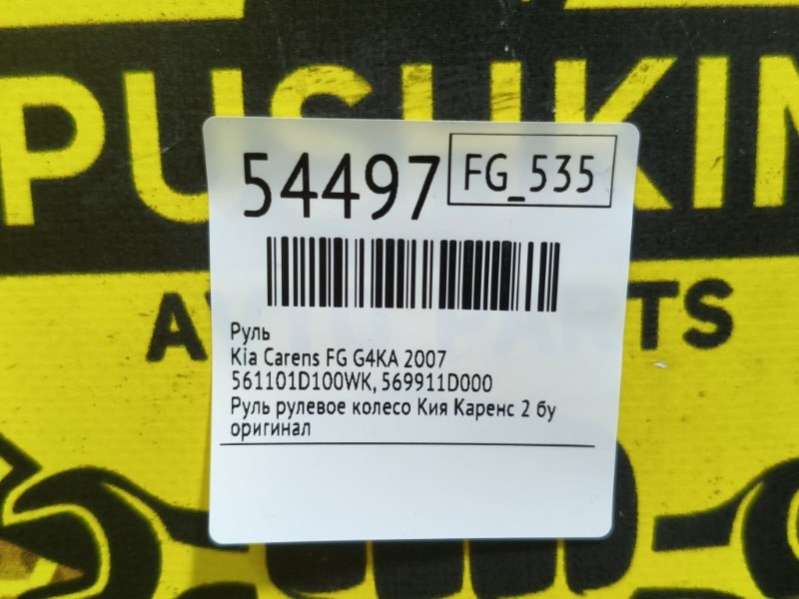 PUSHKIN
54497
FG_535
PARTS
Руль
Kia Carens FG G4KA 2007
561101D100WK, 569911D000
Руль рулевое колесо Кия Каренс 2 бу
оригинал